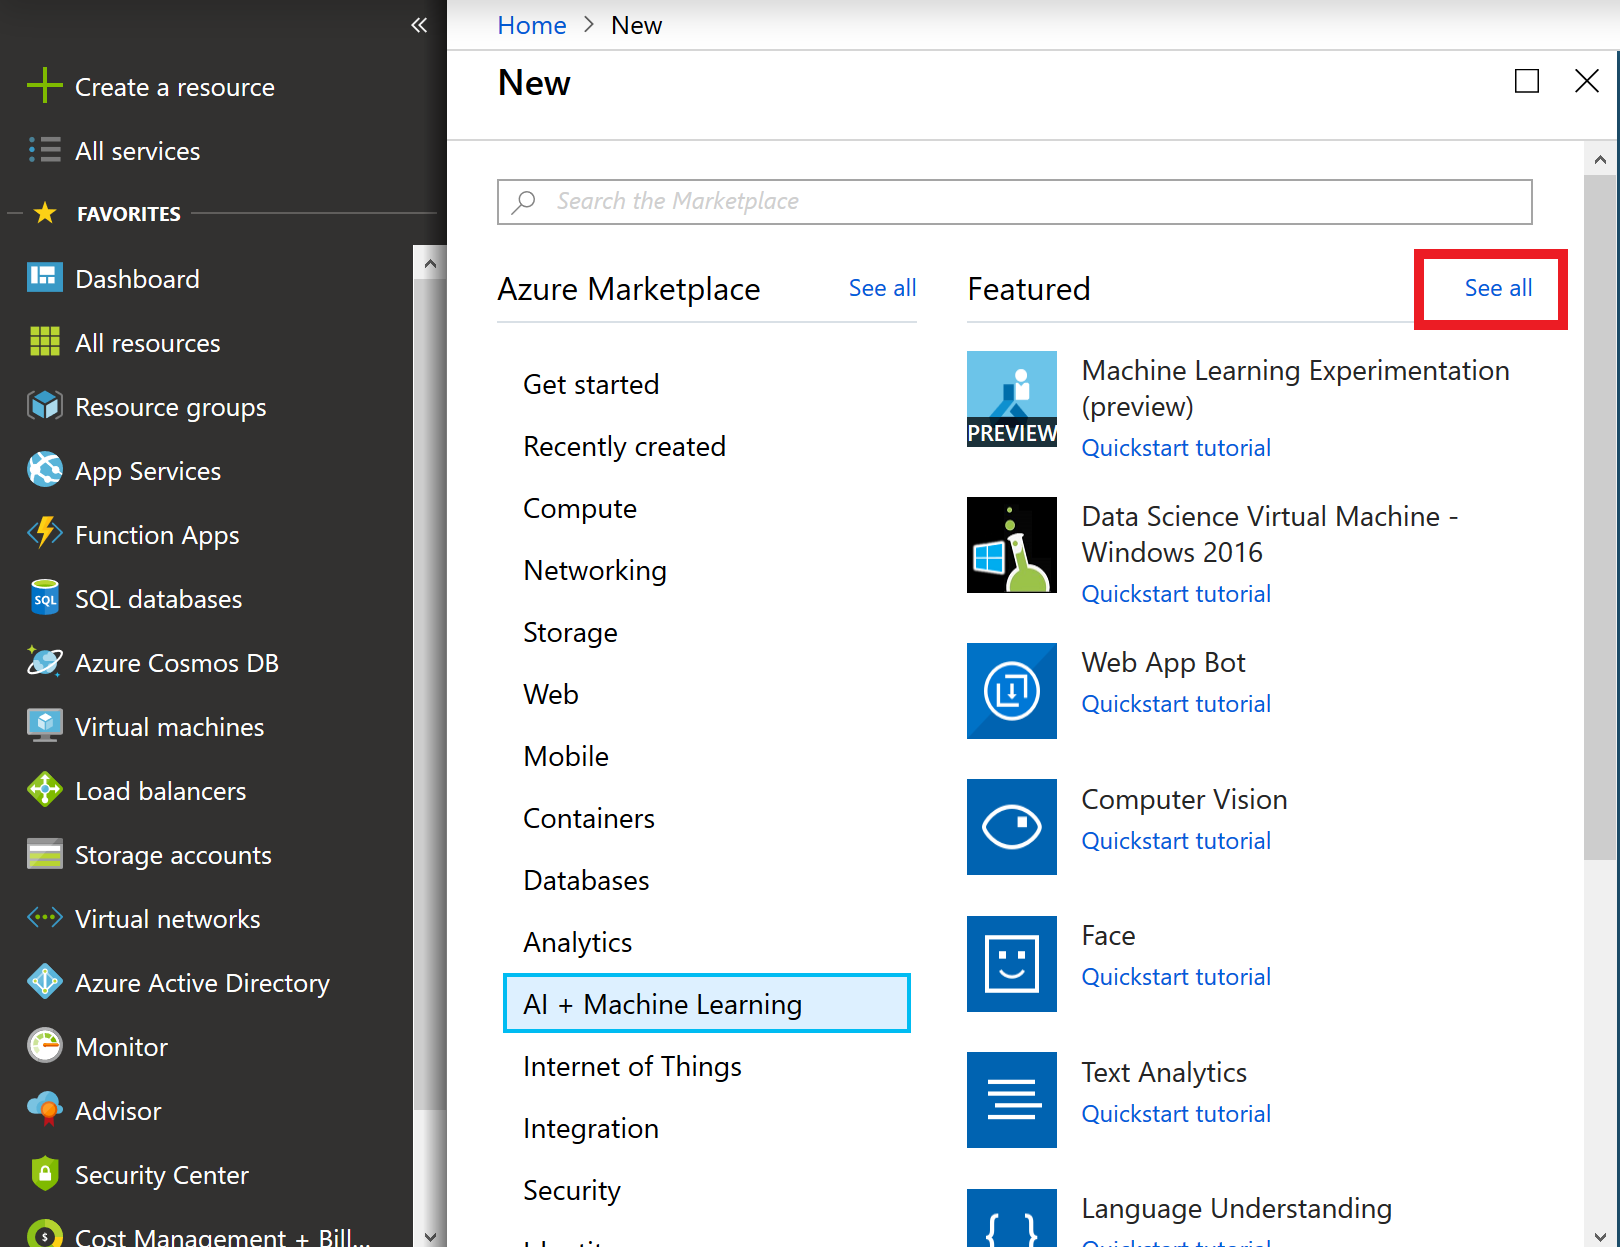 Create a resource
All services
FAVORITES
Dashboard
All resources
Resource groups
App Services
Function Apps
SQL
SQL databases
Azure Cosmos DB
Virtual machines
Load balancers
Storage accounts
Virtual networks
Azure Active Directory
Monitor
Advisor
Security Center
$
Cost Management + Bill...
Home > New
New
Search the Marketplace
Azure Marketplace
See all
Get started
Recently created
Compute
Networking
Storage
Web
Mobile
Containers
Databases
Analytics
AI + Machine Learning
Internet of Things
Integration
Security
Featured
See all
PREVIEW
Machine Learning Experimentation
(preview)
Quickstart tutorial
Data Science Virtual Machine -
Windows 2016
Quickstart tutorial
Web App Bot
Quickstart tutorial
Computer Vision
Quickstart tutorial
Face
Quickstart tutorial
Text Analytics
Quickstart tutorial
{ }
Language Understanding
Quickstart tutorial